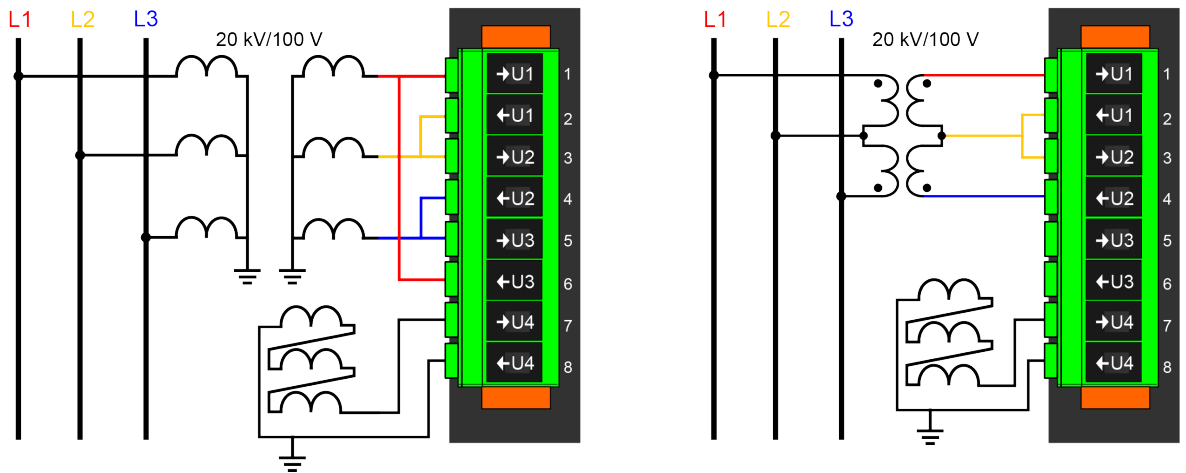 L1 L2 L3
20 kV/100 V
→U1 1
←U1 2
→U2 3
←U2 4
→U3 5
←U3 6
→U4 7
←U4 8
L1 L2 L3
20 kV/100 V
→U1 1
←U1 2
→U2 3
←U2 4
→U3 5
←U3 6
→U4 7
←U4 8